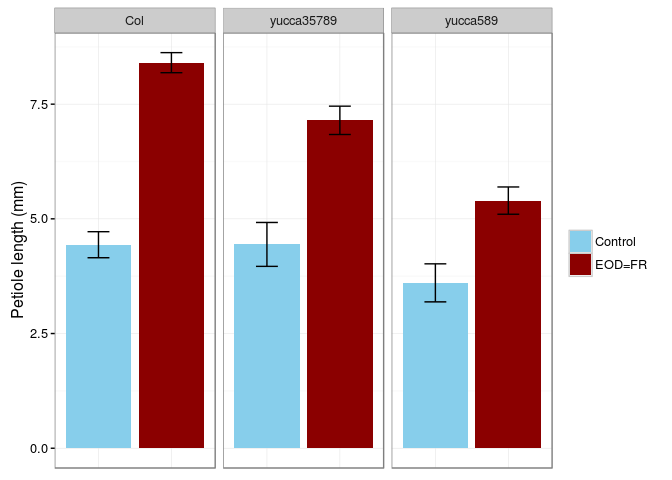 Col
yucca35789
yucca589
Petiole length (mm)
7.5
5.0
2.5
0.0
Control
EOD=FR